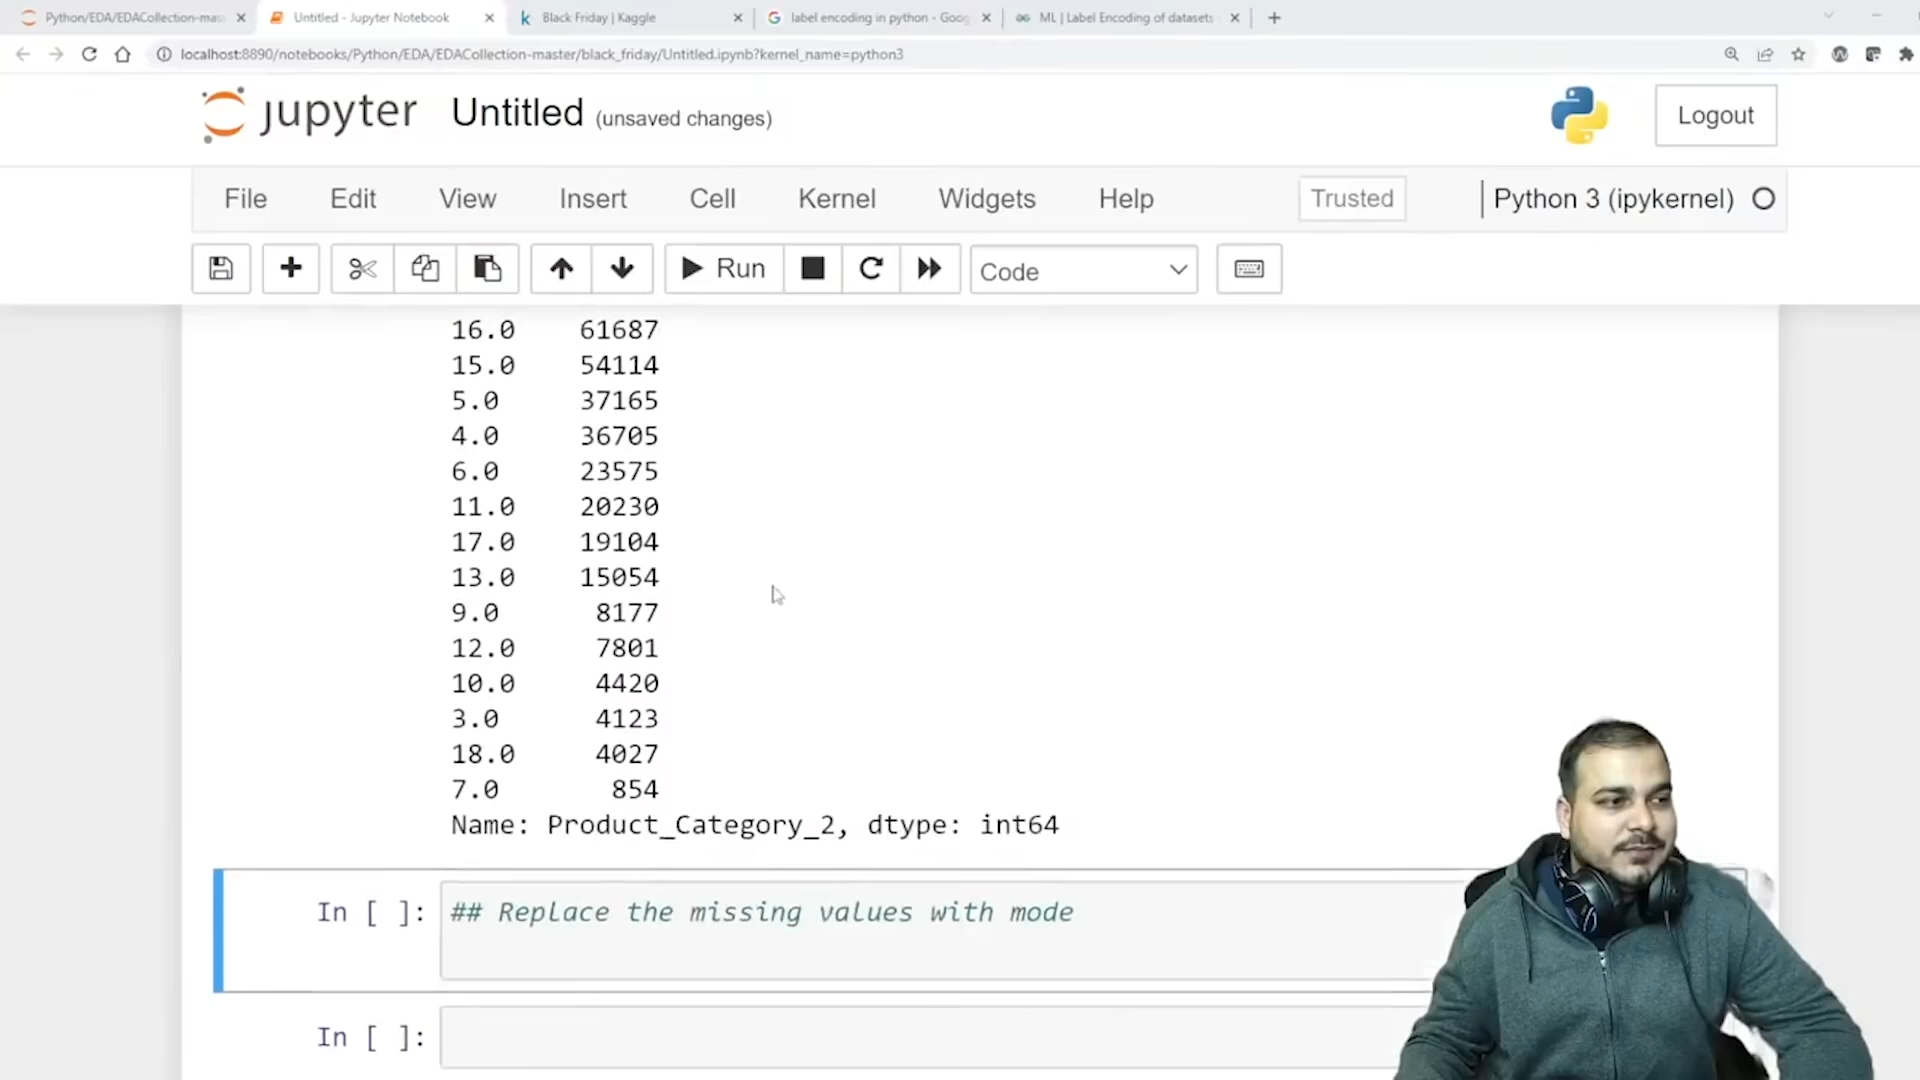 Python/EDA/EDACollection-mas
Untitled - Jupyter Notebook
Black Friday | Kaggle
label encoding in python - Goog
ML | Label Encoding of datasets
localhost:8890/notebooks/Python/EDA/EDACollection-master/black_friday/Untitled.ipynb?kernel_name=python3
jupyter Untitled (unsaved changes)
Logout
File Edit View Insert Cell Kernel Widgets Help Trusted Python 3 (ipykernel)
Run Code
16.0 61687
15.0 54114
5.0 37165
4.0 36705
6.0 23575
11.0 20230
17.0 19104
13.0 15054
9.0 8177
12.0 7801
10.0 4420
3.0 4123
18.0 4027
7.0 854
Name: Product_Category_2, dtype: int64
In [ ]: ## Replace the missing values with mode
In [ ]: